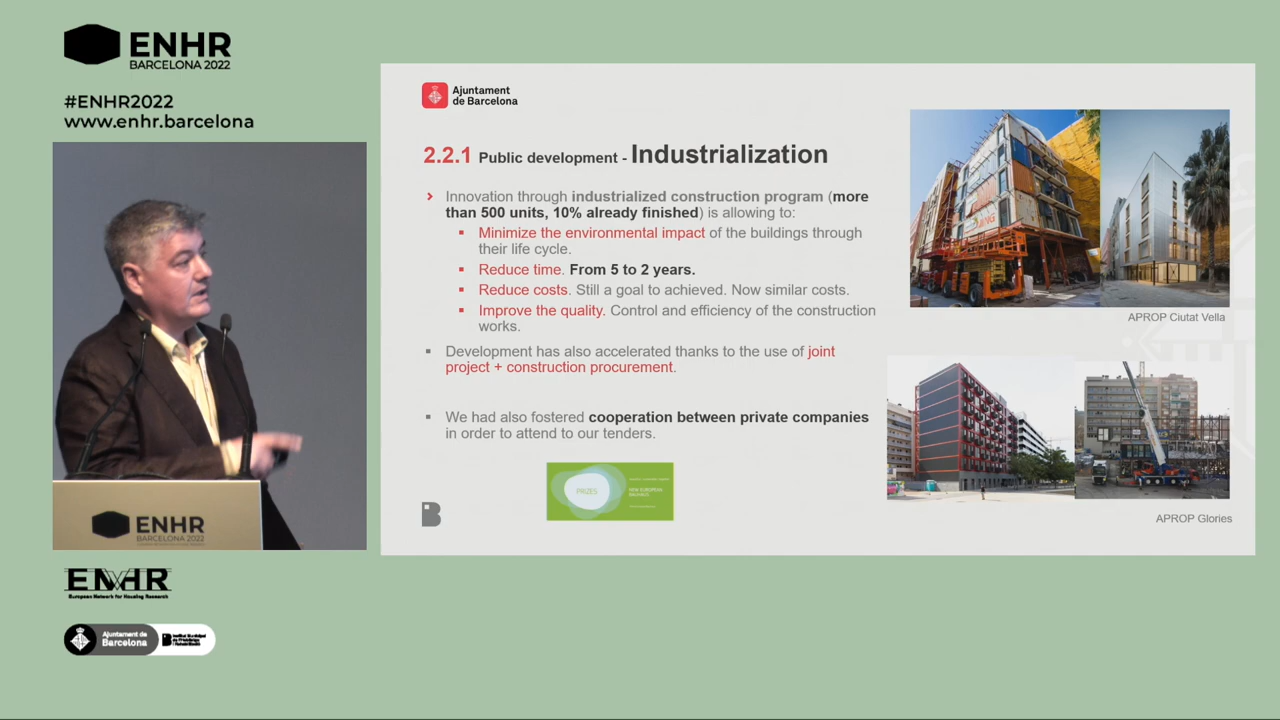 ENHR
BARCELONA 2022
#ENHR2022
www.enhr.barcelona
ENHR
BARCELONA 2022
ENHR
European Network for Housing Research
Ajuntament de
Barcelona
Ajuntament
de Barcelona
2.2.1 Public development - Industrialization
Innovation through industrialized construction program (more
than 500 units, 10% already finished) is allowing to:
Minimize the environmental impact of the buildings through
their life cycle.
Reduce time. From 5 to 2 years.
Reduce costs. Still a goal to achieved. Now similar costs.
Improve the quality. Control and efficiency of the construction
works.
Development has also accelerated thanks to the use of joint
project + construction procurement.
We had also fostered cooperation between private companies
in order to attend to our tenders.
PRIZES
NEW EUROPEAN
BAUHAUS
B
APROP Ciutat Vella
APROP Glories